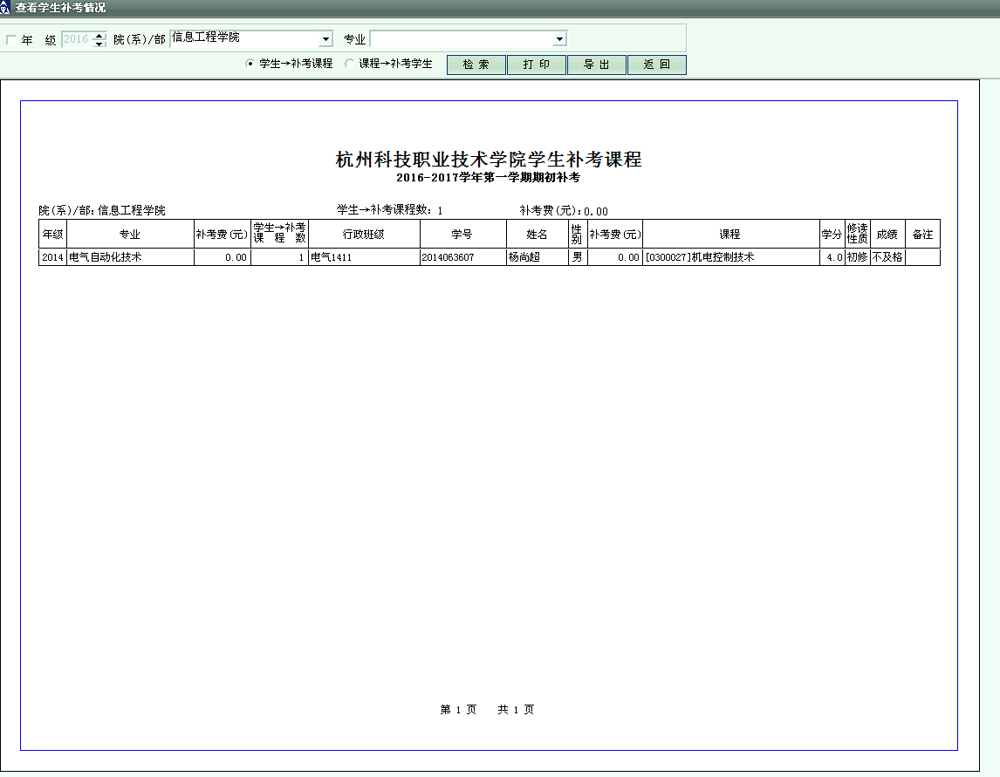 查看学生补考情况
年 级 2016 院(系)/部 信息工程学院 专业
学生→补考课程 课程→补考学生 检 索 打 印 导 出 返 回
杭州科技职业技术学院学生补考课程
2016-2017学年第一学期期初补考
院(系)/部: 信息工程学院 学生→补考课程数: 1 补考费(元): 0.00
年级 专业 补考费(元) 学生→补考课程数 行政班级 学号 姓名 性别 补考费(元) 课程 学分 修读性质 成绩 备注
2014 电气自动化技术 0.00 1 电气1411 2014063607 杨尚超 男 0.00 [0300027]机电控制技术 4.0 初修 不及格
第 1 页 共 1 页